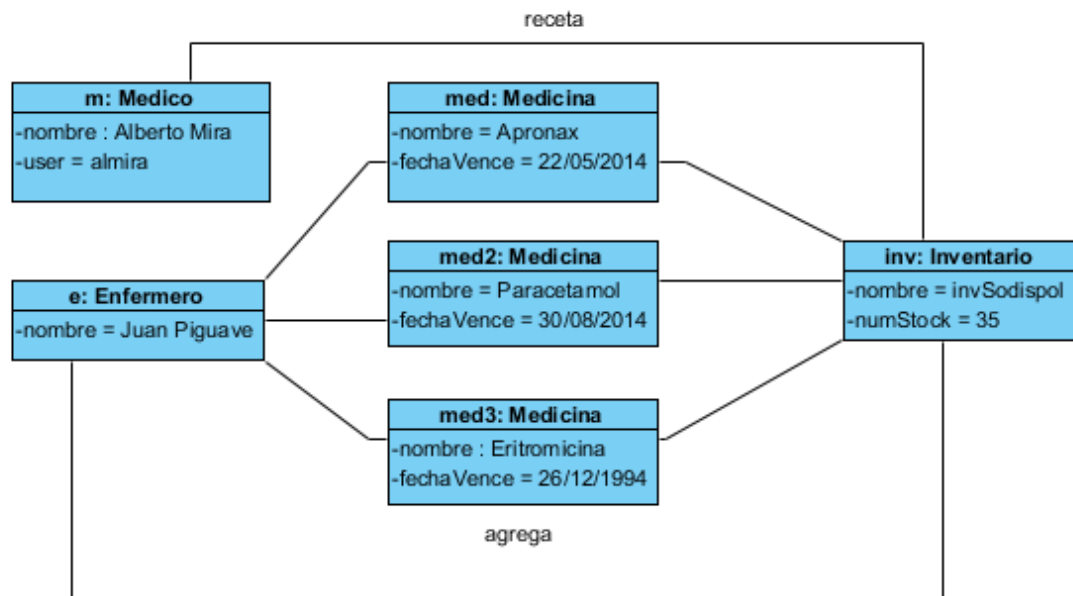 receta
m: Medico
-nombre : Alberto Mira
-user = almira
med: Medicina
-nombre = Apronax
-fechaVence = 22/05/2014
med2: Medicina
-nombre = Paracetamol
-fechaVence = 30/08/2014
inv: Inventario
-nombre = invSodispol
-numStock = 35
e: Enfermero
-nombre = Juan Piguave
med3: Medicina
-nombre : Eritromicina
-fechaVence = 26/12/1994
agrega